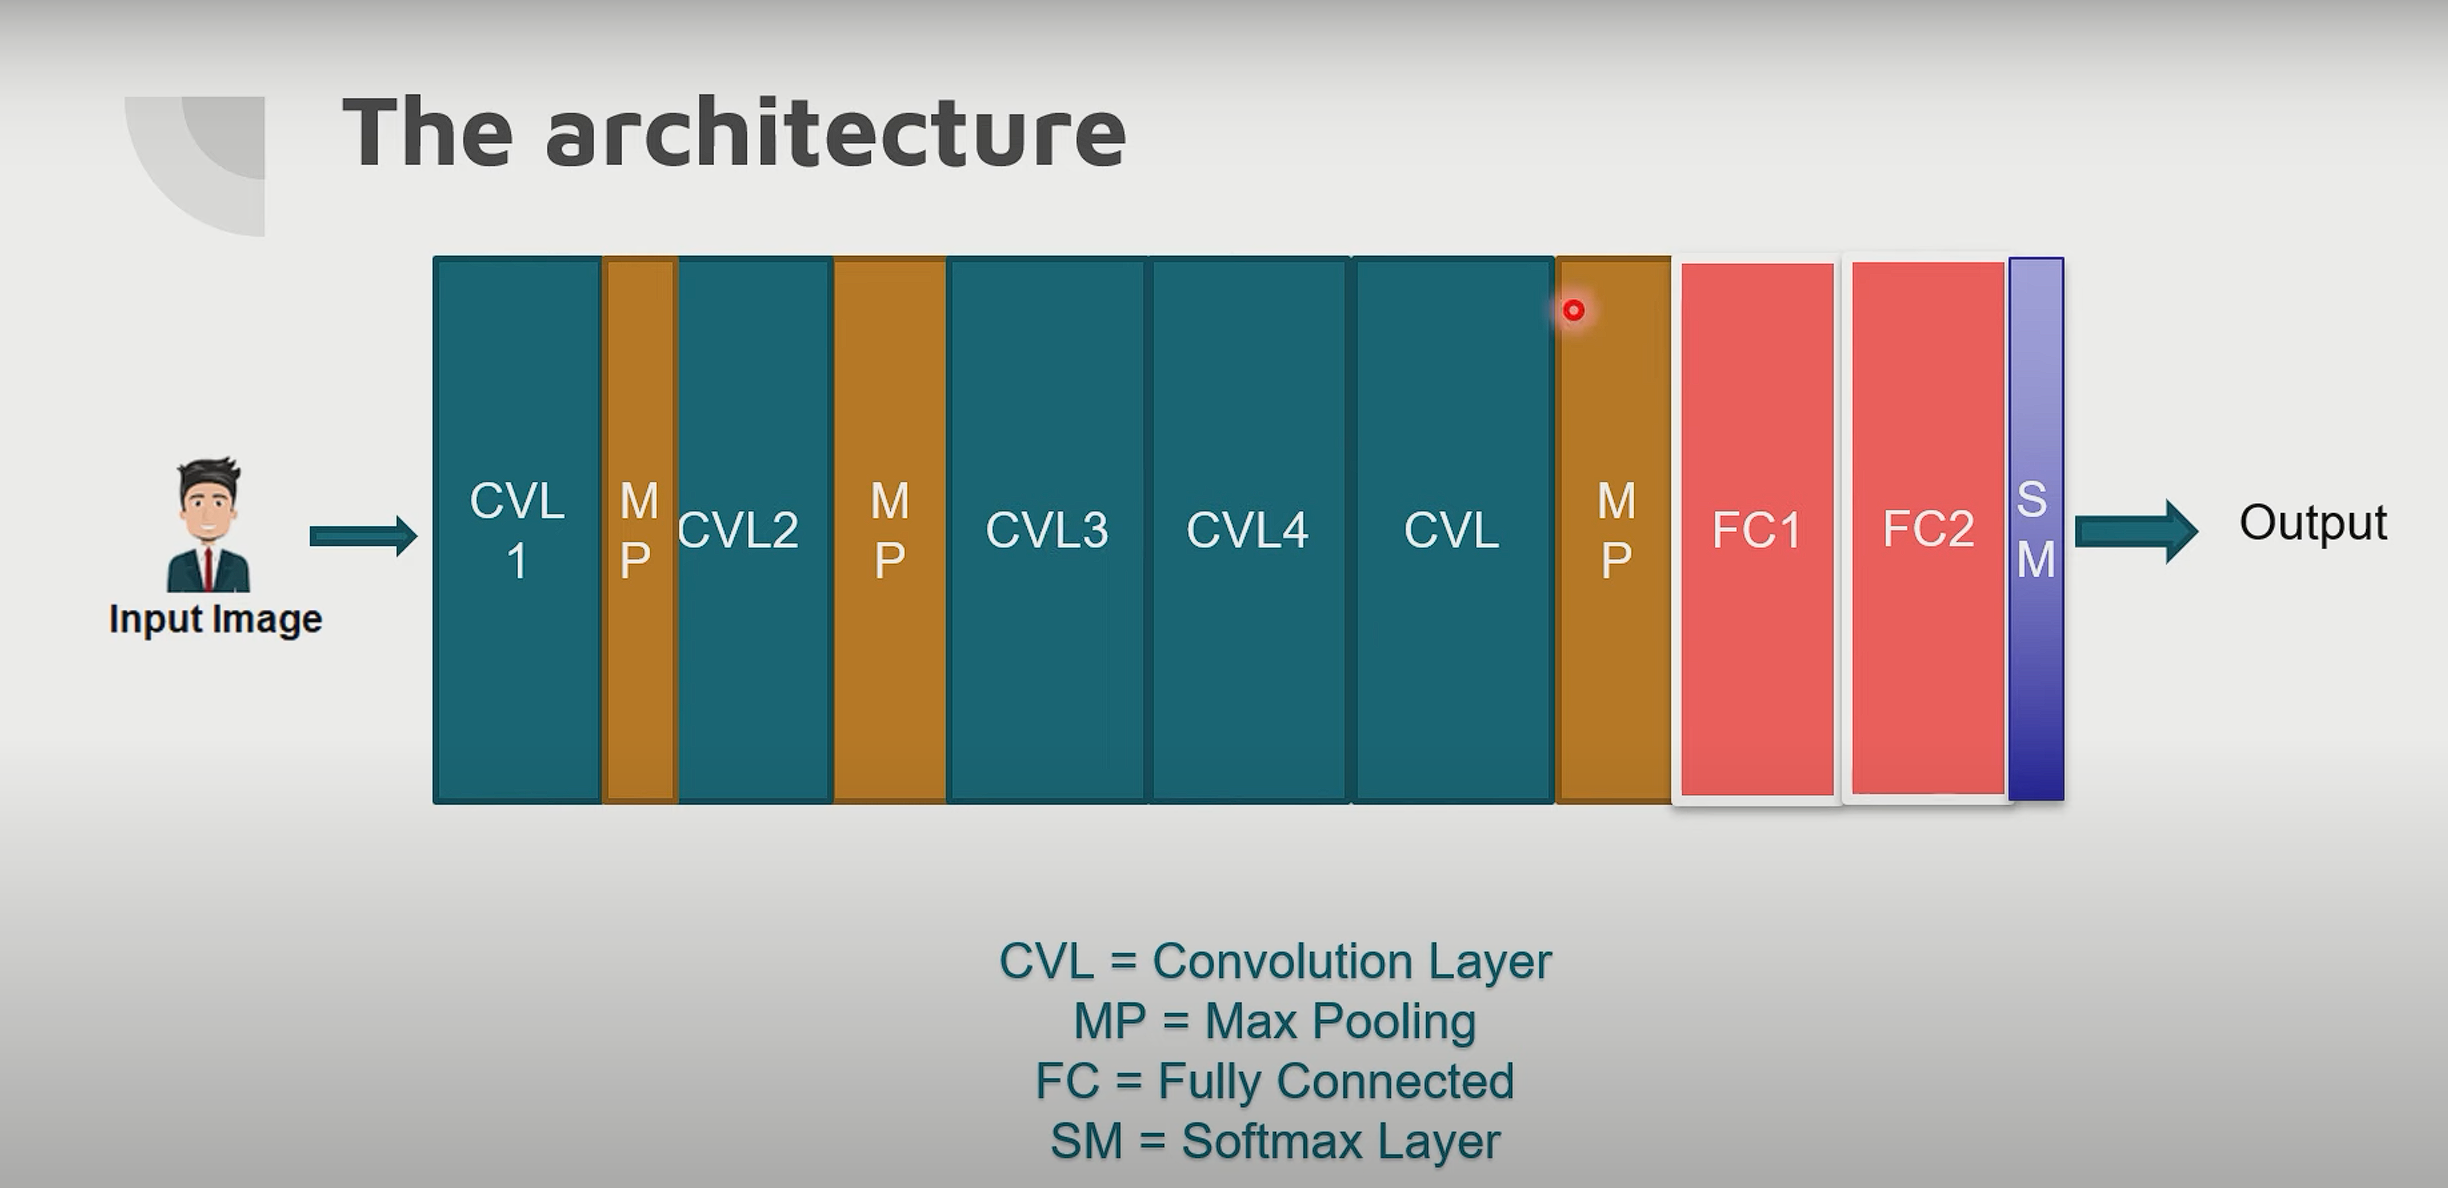 The architecture
CVL
1
M
P
CVL2
M
P
CVL3
CVL4
CVL
M
P
FC1
FC2
S
M
Output
Input Image
CVL = Convolution Layer
MP = Max Pooling
FC = Fully Connected
SM = Softmax Layer